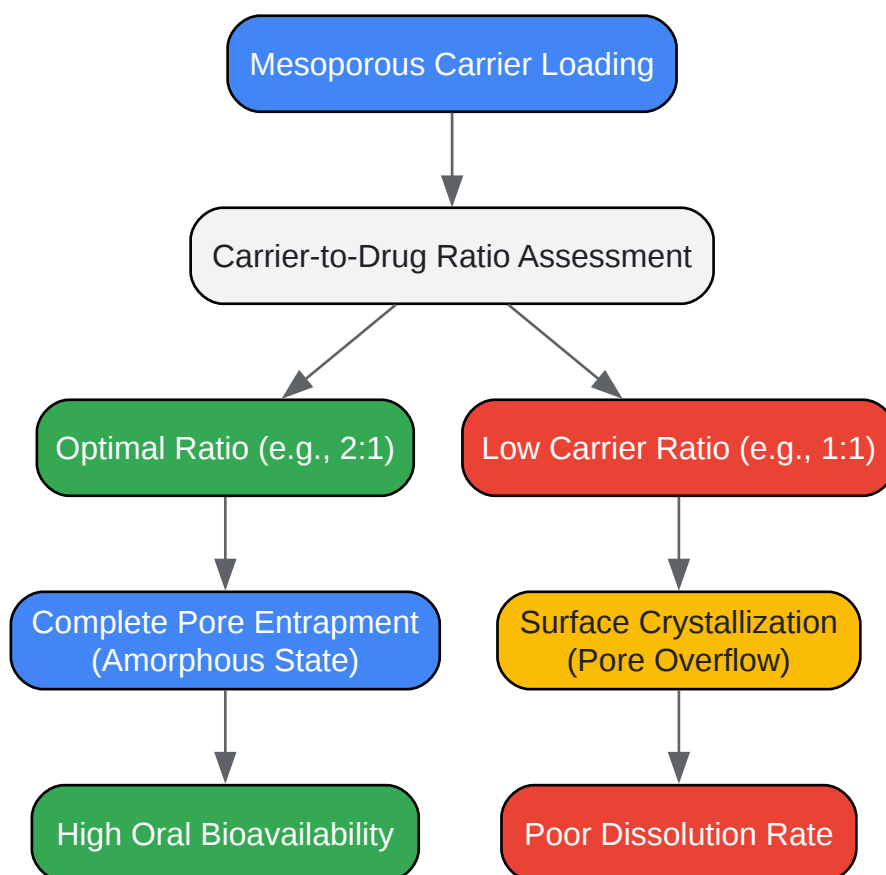 Mesoporous Carrier Loading
Carrier-to-Drug Ratio Assessment
Optimal Ratio (e.g., 2:1)
Low Carrier Ratio (e.g., 1:1)
Complete Pore Entrapment
(Amorphous State)
Surface Crystallization
(Pore Overflow)
High Oral Bioavailability
Poor Dissolution Rate